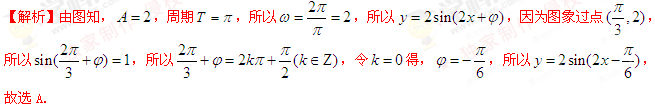 【解析】由图知，A=2，周期T=π，所以ω=2π/π=2，所以y=2sin(2x+φ)，因为图象过点(π/3,2)，
所以sin(2π/3+φ)=1，所以2π/3+φ=2kπ+π/2(k∈Z)，令k=0得，φ=-π/6，所以y=2sin(2x-π/6)，
故选A.